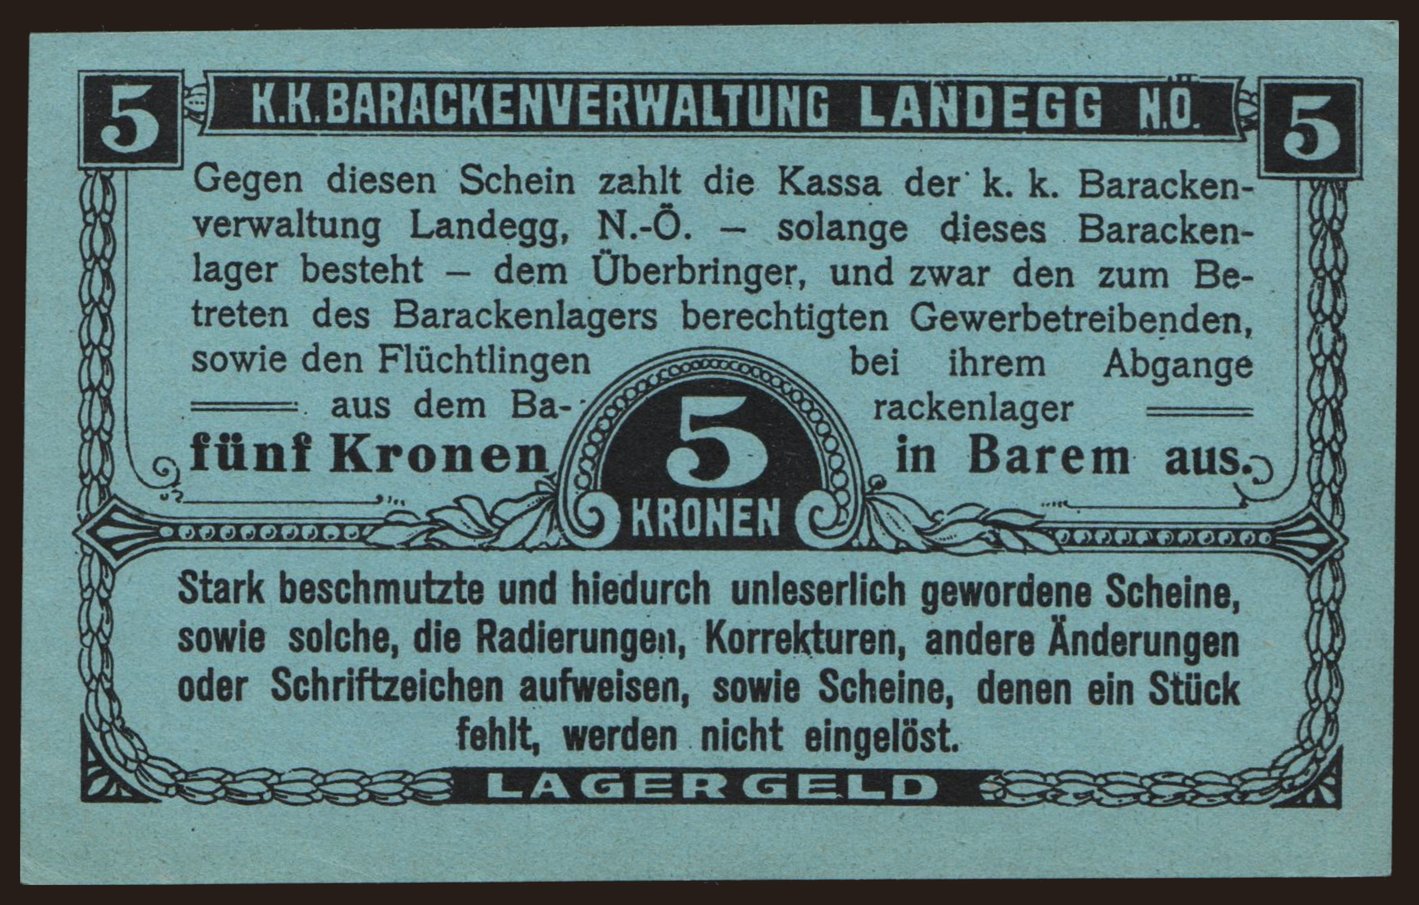 5 K.K. BARACKENVERWALTUNG LANDEGG N.Ö. 5
Gegen diesen Schein zahlt die Kassa der k. k. Baracken-
verwaltung Landegg, N.-Ö. – solange dieses Baracken-
lager besteht – dem Überbringer, und zwar den zum Be-
treten des Barackenlagers berechtigten Gewerbetreibenden,
sowie den Flüchtlingen bei ihrem Abgange
aus dem Ba- rackenlager
fünf Kronen in Barem aus.
5
KRONEN
Stark beschmutzte und hiedurch unleserlich gewordene Scheine,
sowie solche, die Radierungen, Korrekturen, andere Änderungen
oder Schriftzeichen aufweisen, sowie Scheine, denen ein Stück
fehlt, werden nicht eingelöst.
LAGERGELD